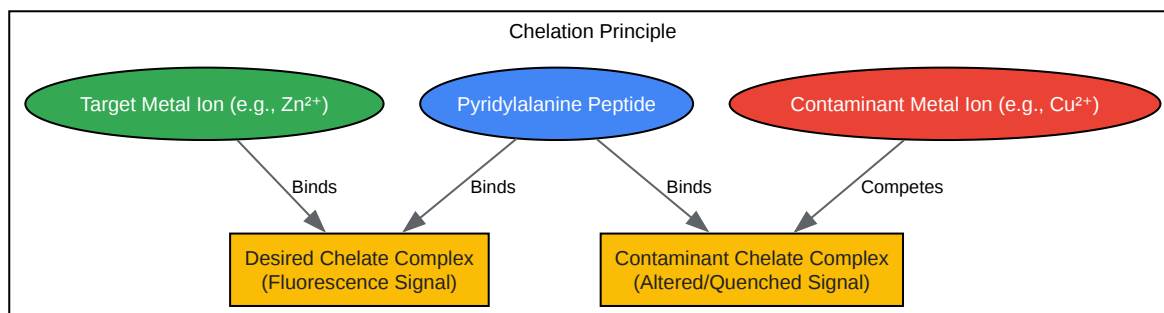 Chelation Principle
Target Metal Ion (e.g., Zn²⁺)
Pyridylalanine Peptide
Contaminant Metal Ion (e.g., Cu²⁺)
Binds
Binds
Binds
Competes
Desired Chelate Complex
(Fluorescence Signal)
Contaminant Chelate Complex
(Altered/Quenched Signal)